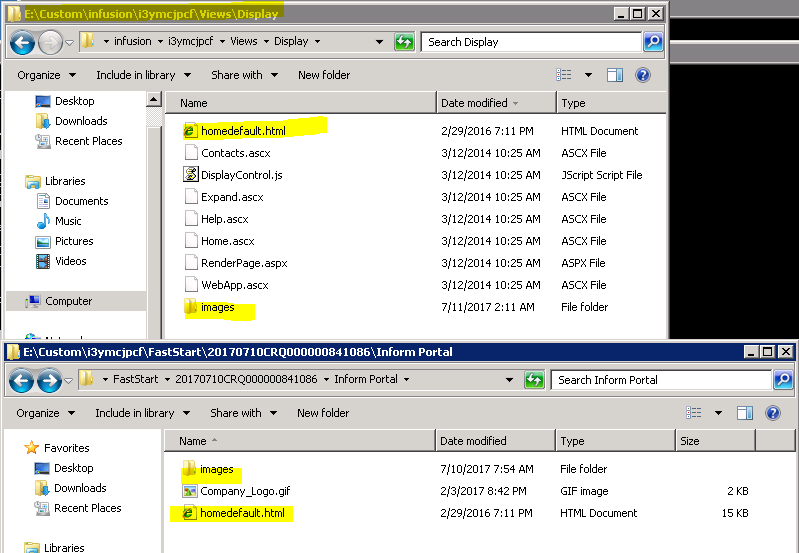 E:\Custom\infusion\i3ymcjpcf\Views\Display
infusion i3ymcjpcf Views Display Search Display
Organize Include in library Share with New folder
Name Date modified Type
Desktop
Downloads
Recent Places
Libraries
Documents
Music
Pictures
Videos
Computer
homedefault.html 2/29/2016 7:11 PM HTML Document
Contacts.ascx 3/12/2014 10:25 AM ASCX File
DisplayControl.js 3/12/2014 10:25 AM JScript Script File
Expand.ascx 3/12/2014 10:25 AM ASCX File
Help.ascx 3/12/2014 10:25 AM ASCX File
Home.ascx 3/12/2014 10:25 AM ASCX File
RenderPage.aspx 3/12/2014 10:25 AM ASPX File
WebApp.ascx 3/12/2014 10:25 AM ASCX File
images 7/11/2017 2:11 AM File folder
E:\Custom\i3ymcjpcf\FastStart\20170710CRQ000000841086\Inform Portal
FastStart 20170710CRQ000000841086 Inform Portal Search Inform Portal
Organize Include in library Share with New folder
Name Date modified Type Size
Favorites
Desktop
Downloads
Recent Places
Libraries
images 7/10/2017 7:54 AM File folder
Company_Logo.gif 2/3/2017 8:42 PM GIF image 2 KB
homedefault.html 2/29/2016 7:11 PM HTML Document 15 KB